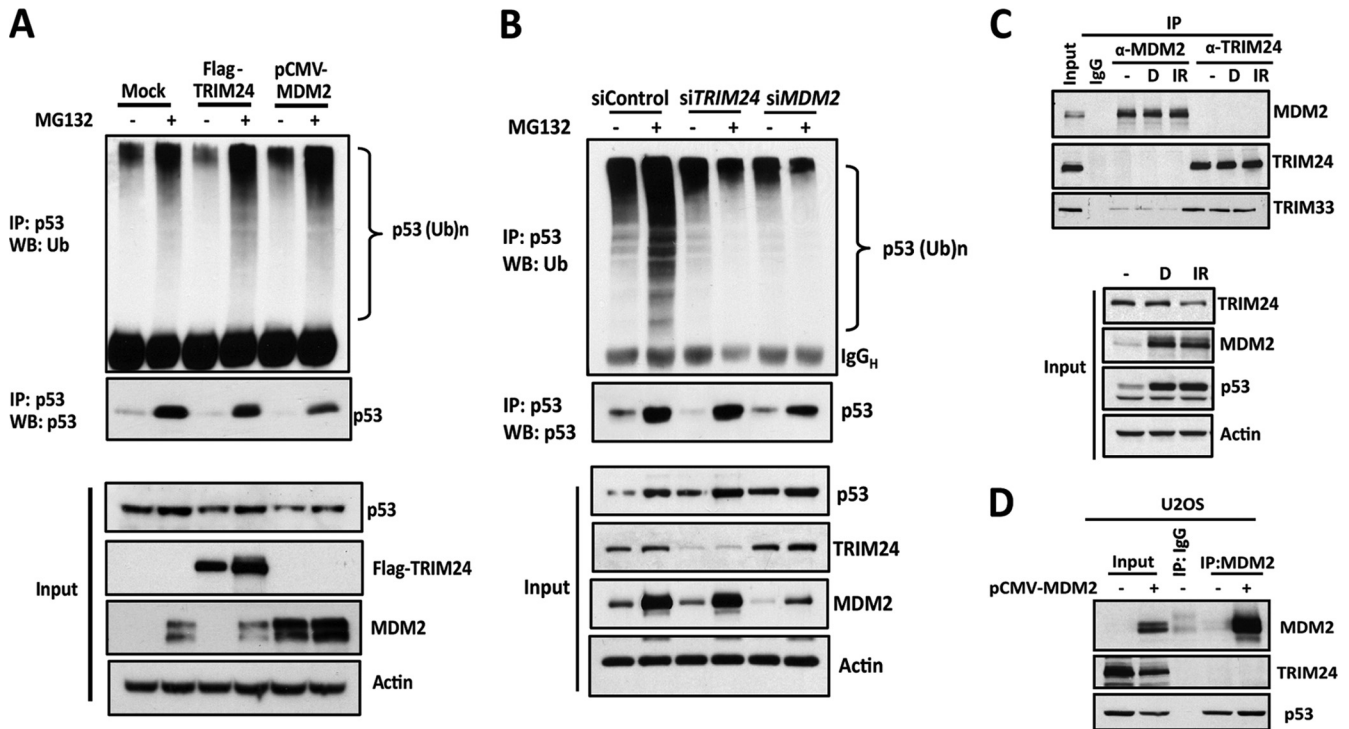 A
Mock
Flag-
TRIM24
pCMV-
MDM2
MG132
- + - + - +
IP: p53
WB: Ub
p53 (Ub)n
IP: p53
WB: p53
p53
Input
p53
Flag-TRIM24
MDM2
Actin
B
siControl siTRIM24 siMDM2
MG132
- + - + - +
IP: p53
WB: Ub
p53 (Ub)n
IgGH
IP: p53
WB: p53
p53
Input
p53
TRIM24
MDM2
Actin
C
IP
Input
IgG
α-MDM2 α-TRIM24
- D IR - D IR
MDM2
TRIM24
TRIM33
- D IR
Input
TRIM24
MDM2
p53
Actin
D
U2OS
Input
IP: IgG
IP:MDM2
pCMV-MDM2 - + - - +
MDM2
TRIM24
p53